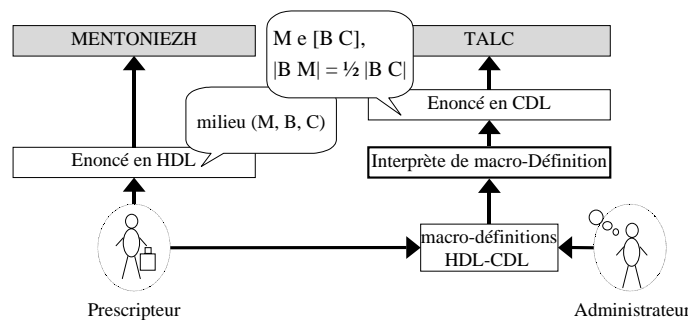 MENTONIEZH
M e [B C],
|B M| = ½ |B C|
TALC
milieu (M, B, C)
Enoncé en CDL
Enoncé en HDL
Interprète de macro-Définition
macro-définitions
HDL-CDL
Prescripteur
Administrateur